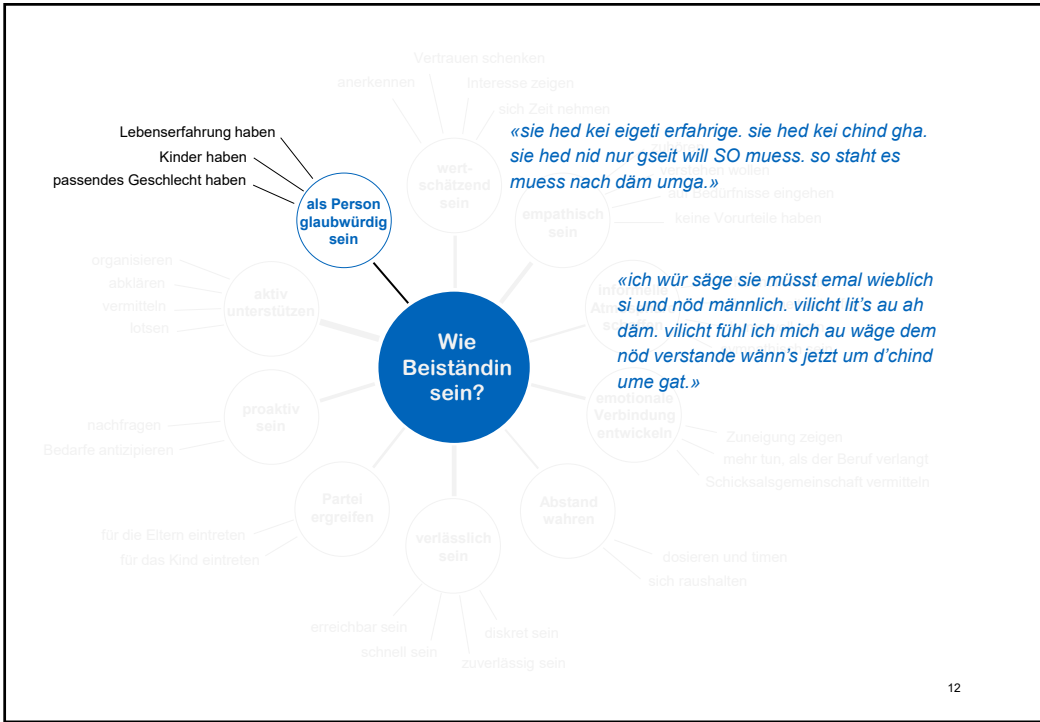 Vertrauen schenken
anerkennen
Interesse zeigen
sich Zeit nehmen
wert-
schätzend
sein
Lebenserfahrung haben
Kinder haben
passendes Geschlecht haben
als Person
glaubwürdig
sein
«sie hed kei eigeti erfahrige. sie hed kei chind gha.
sie hed nid nur gseit will SO muess. so staht es
muess nach däm umga.»
verstehen wollen
auf Bedürfnisse eingehen
keine Vorurteile haben
empathisch
sein
organisieren
abklären
vermitteln
lotsen
aktiv
unterstützen
informelle
«ich wür säge sie müsst emal wieblich
si und nöd männlich. vilicht lit's au ah
däm. vilicht fühl ich mich au wäge dem
nöd verstande wänn's jetzt um d'chind
ume gat.»
Wie
Beiständin
sein?
proaktiv
sein
nachfragen
Bedarfe antizipieren
emotionale
Verbindung
entwickeln
Zuneigung zeigen
mehr tun, als der Beruf verlangt
Schicksalsgemeinschaft vermitteln
Partei
ergreifen
für die Eltern eintreten
für das Kind eintreten
verlässlich
sein
Abstand
wahren
dosieren und timen
sich raushalten
erreichbar sein
schnell sein
zuverlässig sein
diskret sein
12